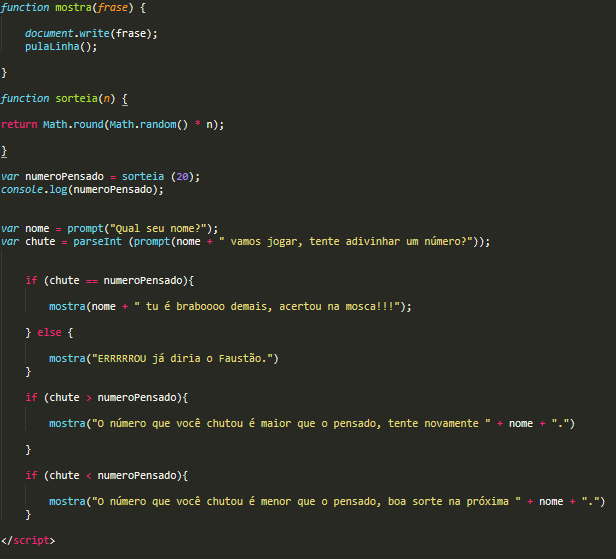 function mostra(frase) {
document.write(frase);
pulaLinha();
}
function sorteia(n) {
return Math.round(Math.random() * n);
}
var numeroPensado = sorteia (20);
console.log(numeroPensado);
var nome = prompt("Qual seu nome?");
var chute = parseInt (prompt(nome + " vamos jogar, tente adivinhar um número?"));
if (chute == numeroPensado){
mostra(nome + " tu é braboooo demais, acertou na mosca!!!");
} else {
mostra("ERRRRROU já diria o Faustão.")
}
if (chute > numeroPensado){
mostra("O número que você chutou é maior que o pensado, tente novamente " + nome + ".")
}
if (chute < numeroPensado){
mostra("O número que você chutou é menor que o pensado, boa sorte na próxima " + nome + ".")
}
</script>